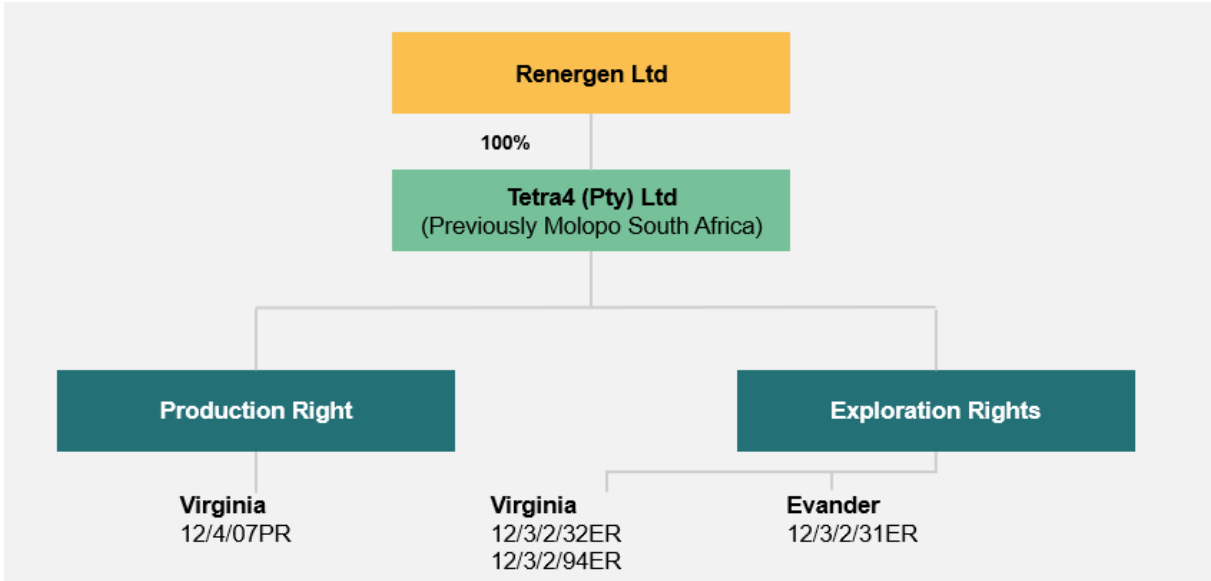 Renergen Ltd
100%
Tetra4 (Pty) Ltd
(Previously Molopo South Africa)
Production Right
Exploration Rights
Virginia
12/4/07PR
Virginia
12/3/2/32ER
12/3/2/94ER
Evander
12/3/2/31ER